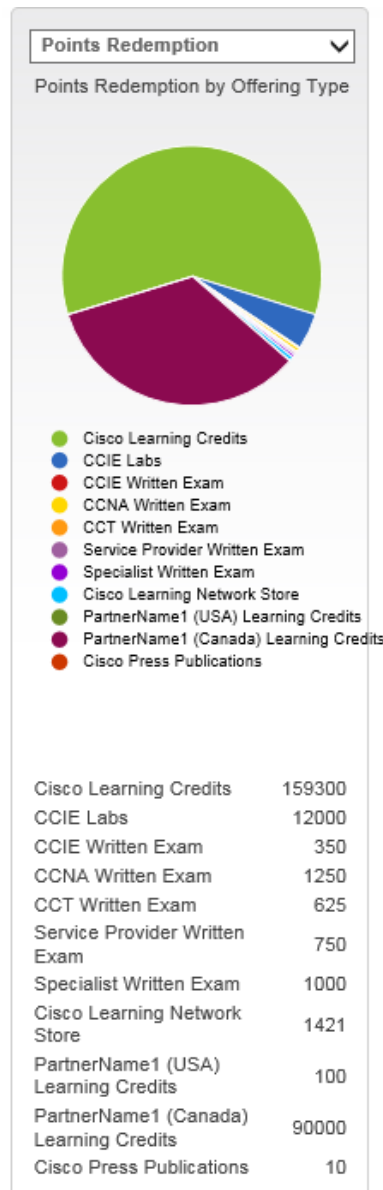 Points Redemption
Points Redemption by Offering Type
Cisco Learning Credits
CCIE Labs
CCIE Written Exam
CCNA Written Exam
CCT Written Exam
Service Provider Written Exam
Specialist Written Exam
Cisco Learning Network Store
PartnerName1 (USA) Learning Credits
PartnerName1 (Canada) Learning Credits
Cisco Press Publications
Cisco Learning Credits 159300
CCIE Labs 12000
CCIE Written Exam 350
CCNA Written Exam 1250
CCT Written Exam 625
Service Provider Written
Exam 750
Specialist Written Exam 1000
Cisco Learning Network
Store 1421
PartnerName1 (USA)
Learning Credits 100
PartnerName1 (Canada)
Learning Credits 90000
Cisco Press Publications 10